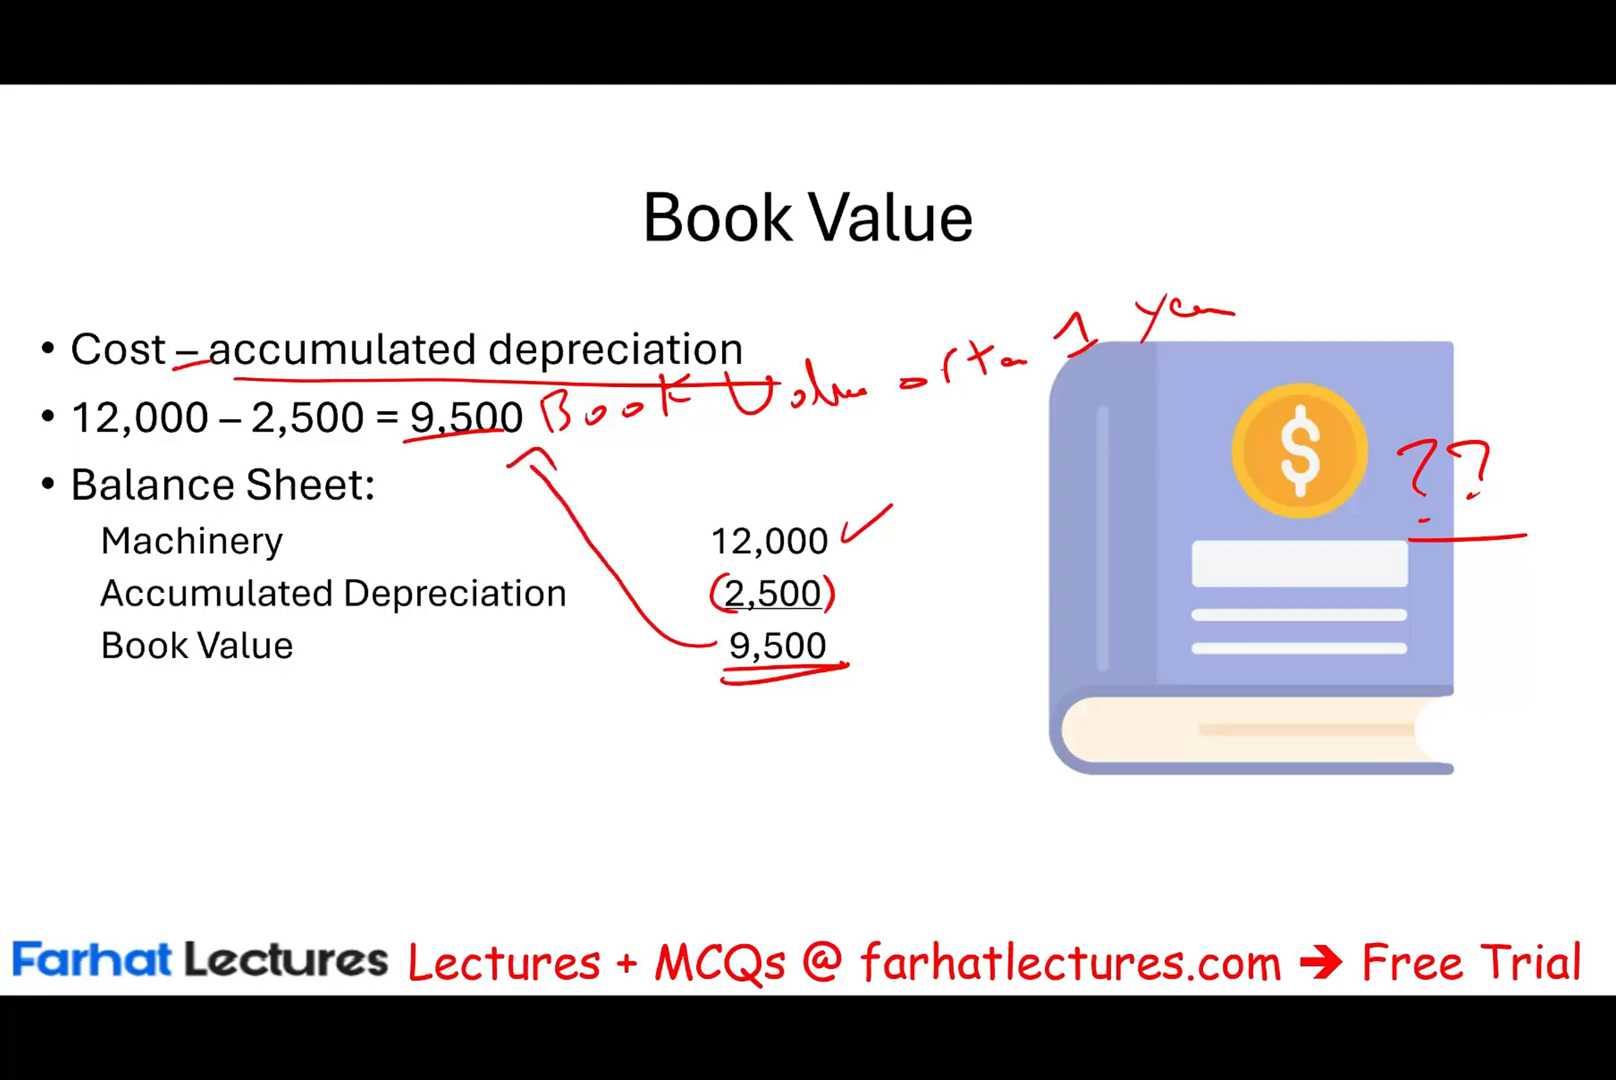 Book Value
• Cost – accumulated depreciation
1 year
• 12,000 – 2,500 = 9,500 Book Value after
• Balance Sheet:
??
Machinery 12,000
Accumulated Depreciation (2,500)
Book Value 9,500
$
Farhat Lectures Lectures + MCQs @ farhatlectures.com ➔ Free Trial